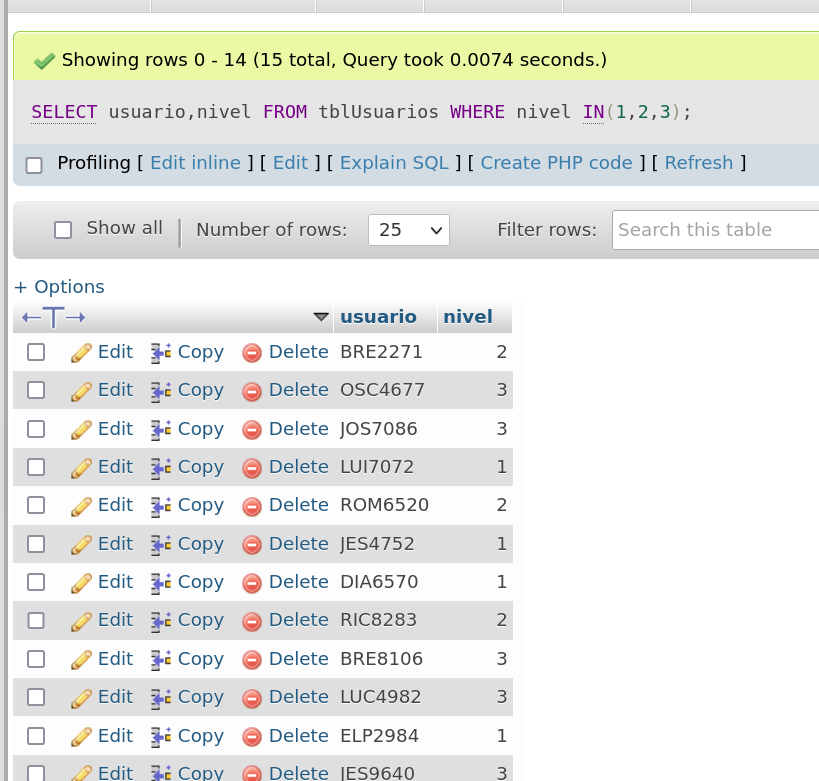 Showing rows 0 - 14 (15 total, Query took 0.0074 seconds.)
SELECT usuario,nivel FROM tblUsuarios WHERE nivel IN(1,2,3);
Profiling [ Edit inline ] [ Edit ] [ Explain SQL ] [ Create PHP code ] [ Refresh ]
Show all Number of rows: 25 Filter rows: Search this table
+ Options
←T→ usuario nivel
Edit Copy Delete BRE2271 2
Edit Copy Delete OSC4677 3
Edit Copy Delete JOS7086 3
Edit Copy Delete LUI7072 1
Edit Copy Delete ROM6520 2
Edit Copy Delete JES4752 1
Edit Copy Delete DIA6570 1
Edit Copy Delete RIC8283 2
Edit Copy Delete BRE8106 3
Edit Copy Delete LUC4982 3
Edit Copy Delete ELP2984 1
Edit Copy Delete JES9640 3